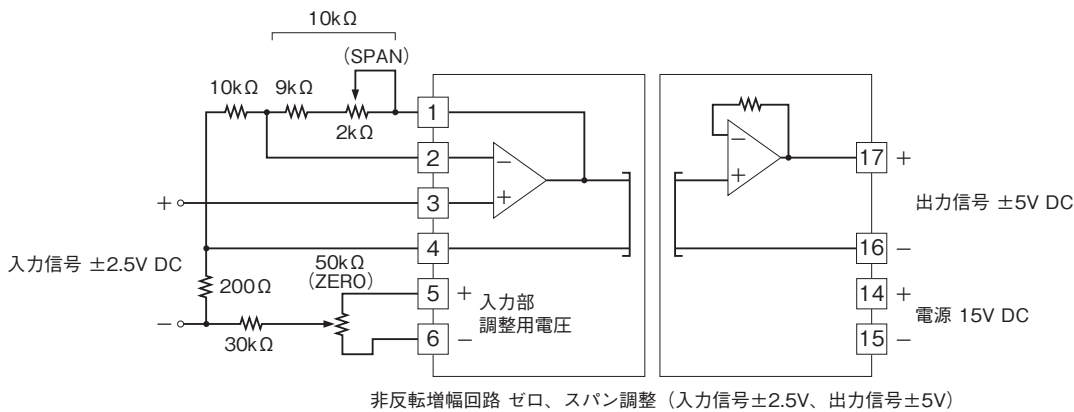 10kΩ
(SPAN)
10kΩ 9kΩ
2kΩ
1
2
3
4
5
6
−
+
+
入力信号 ±2.5V DC
−
200Ω
30kΩ
50kΩ
(ZERO)
+
−
入力部
調整用電圧
−
+
17 +
出力信号 ±5V DC
16 −
14 +
電源 15V DC
15 −
非反転増幅回路 ゼロ、スパン調整（入力信号±2.5V、出力信号±5V）